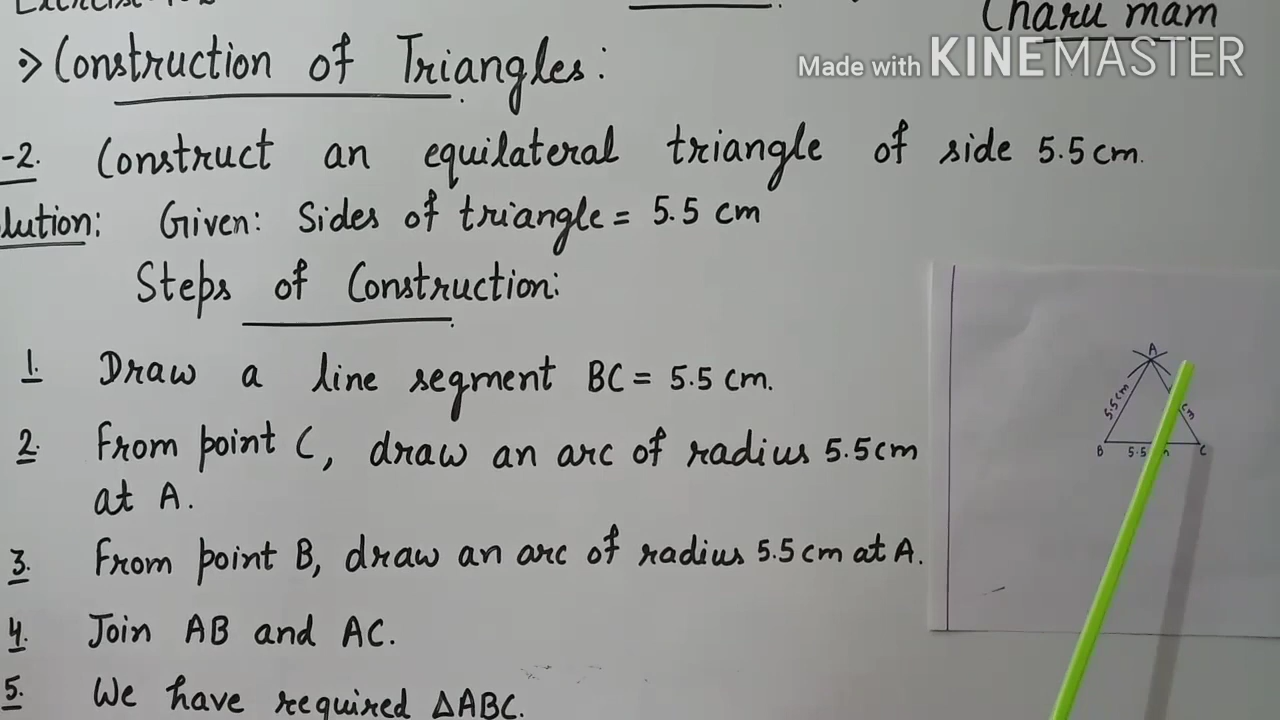 Charu mam
Made with KINEMASTER
Construction of Triangles:
-2. Construct an equilateral triangle of side 5.5 cm.
lution: Given: Sides of triangle = 5.5 cm
Steps of Construction:
1. Draw a line segment BC = 5.5 cm.
2. From point C, draw an arc of radius 5.5cm
at A.
3. From point B, draw an arc of radius 5.5 cm at A.
4. Join AB and AC.
5. We have required ΔABC.
A
5.5 cm
cm
B 5.5 C